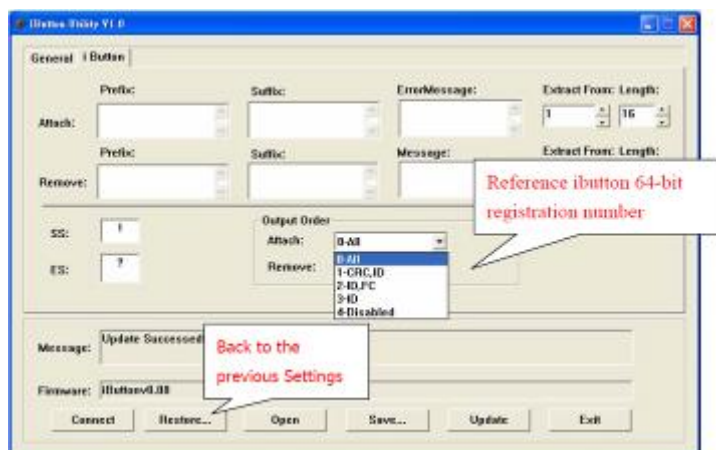 iButton Utility V1.0
General i Button
Prefix: Suffix: ErrorMessage: Extract From: Length:
Attach: 1 16
Prefix: Suffix: Message: Extract From: Length:
Remove:
Reference ibutton 64-bit
registration number
SS: !
ES: ?
Output Order
Attach: 0-All
Remove:
0-All
1-CRC,ID
2-ID,FC
3-ID
4-Disabled
Message: Update Successed
Back to the
previous Settings
Firmware: iButtonv0.00
Connect Restore... Open Save... Update Exit